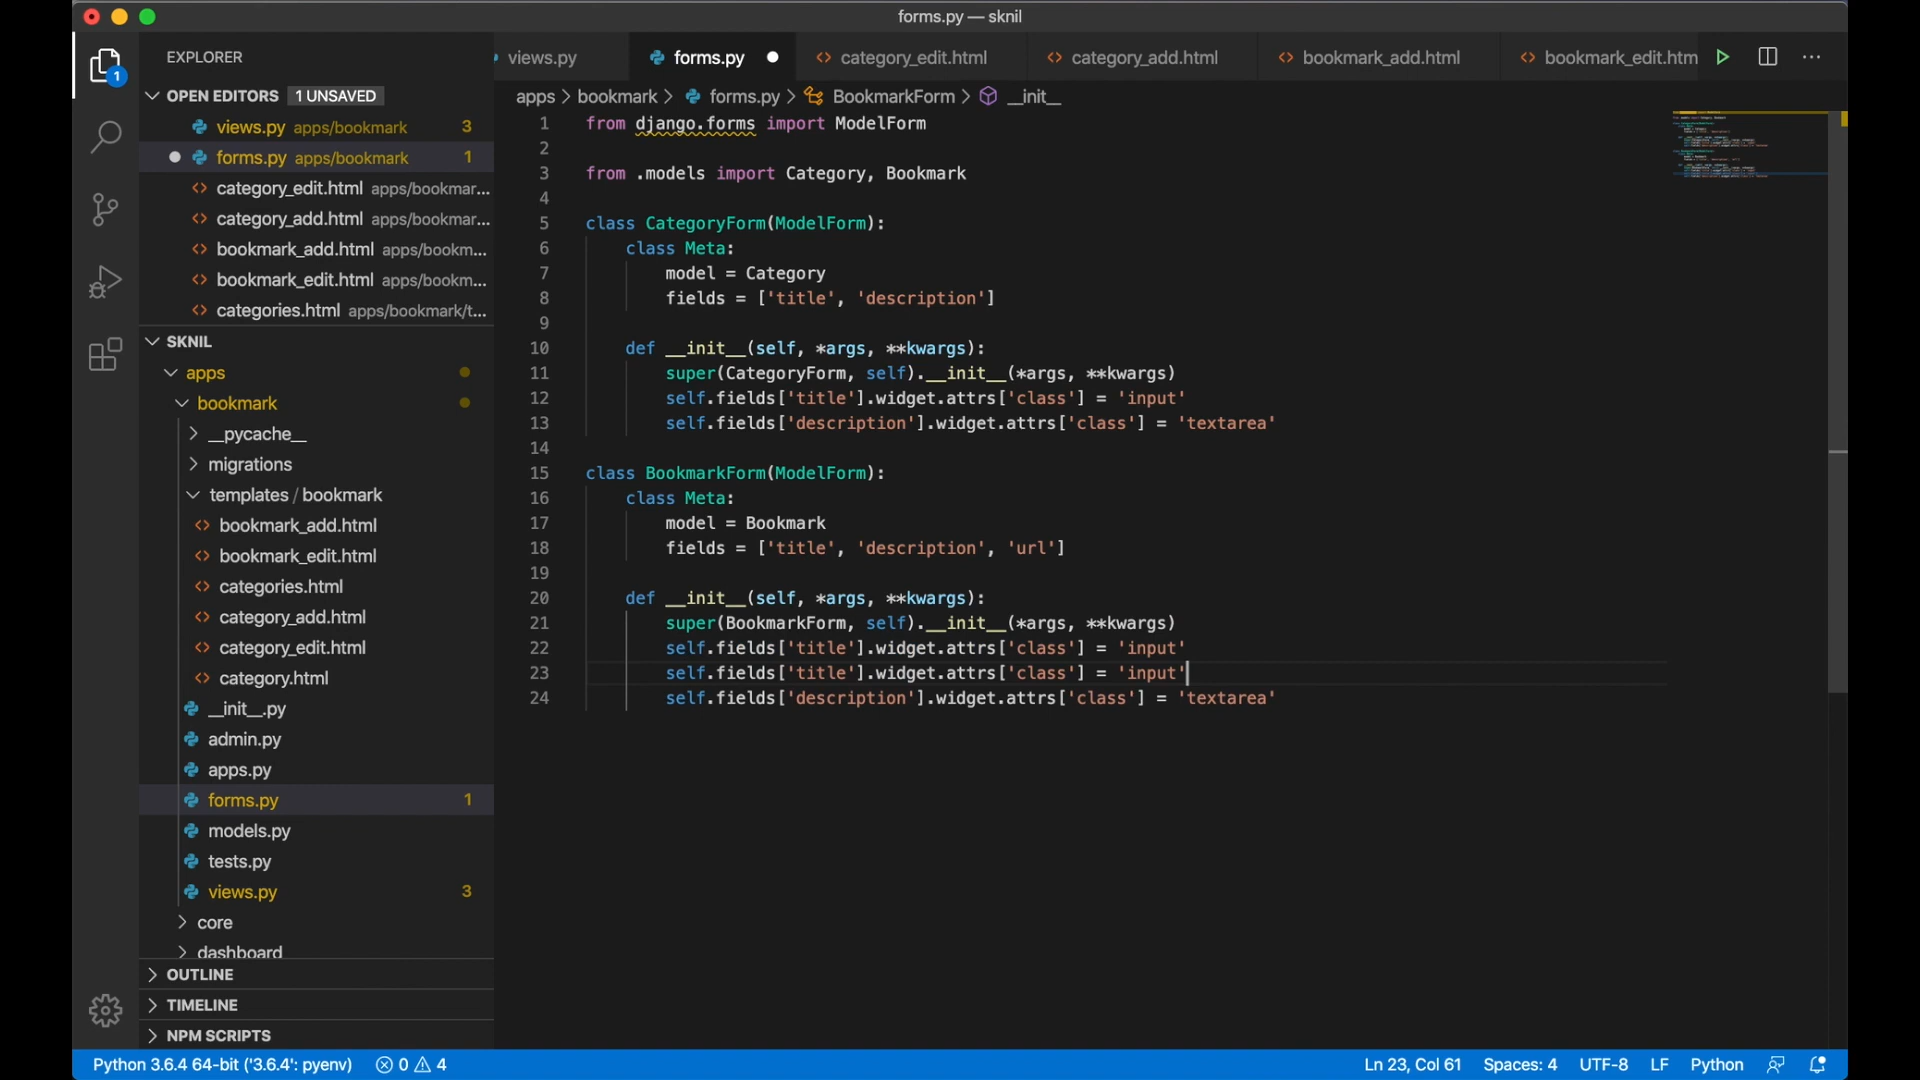 forms.py — sknil
EXPLORER
OPEN EDITORS 1 UNSAVED
views.py apps/bookmark 3
forms.py apps/bookmark 1
category_edit.html apps/bookmar...
category_add.html apps/bookmar...
bookmark_add.html apps/bookm...
bookmark_edit.html apps/bookm...
categories.html apps/bookmark/t...
SKNIL
apps
bookmark
__pycache__
migrations
templates / bookmark
bookmark_add.html
bookmark_edit.html
categories.html
category_add.html
category_edit.html
category.html
__init__.py
admin.py
apps.py
forms.py 1
models.py
tests.py
views.py 3
core
dashboard
OUTLINE
TIMELINE
NPM SCRIPTS
1
views.py forms.py category_edit.html category_add.html bookmark_add.html bookmark_edit.htm
apps > bookmark > forms.py > BookmarkForm > __init__
1 from django.forms import ModelForm
2
3 from .models import Category, Bookmark
4
5 class CategoryForm(ModelForm):
6 class Meta:
7 model = Category
8 fields = ['title', 'description']
9
10 def __init__(self, *args, **kwargs):
11 super(CategoryForm, self).__init__(*args, **kwargs)
12 self.fields['title'].widget.attrs['class'] = 'input'
13 self.fields['description'].widget.attrs['class'] = 'textarea'
14
15 class BookmarkForm(ModelForm):
16 class Meta:
17 model = Bookmark
18 fields = ['title', 'description', 'url']
19
20 def __init__(self, *args, **kwargs):
21 super(BookmarkForm, self).__init__(*args, **kwargs)
22 self.fields['title'].widget.attrs['class'] = 'input'
23 self.fields['title'].widget.attrs['class'] = 'input'
24 self.fields['description'].widget.attrs['class'] = 'textarea'
Python 3.6.4 64-bit ('3.6.4': pyenv) 0 4 Ln 23, Col 61 Spaces: 4 UTF-8 LF Python